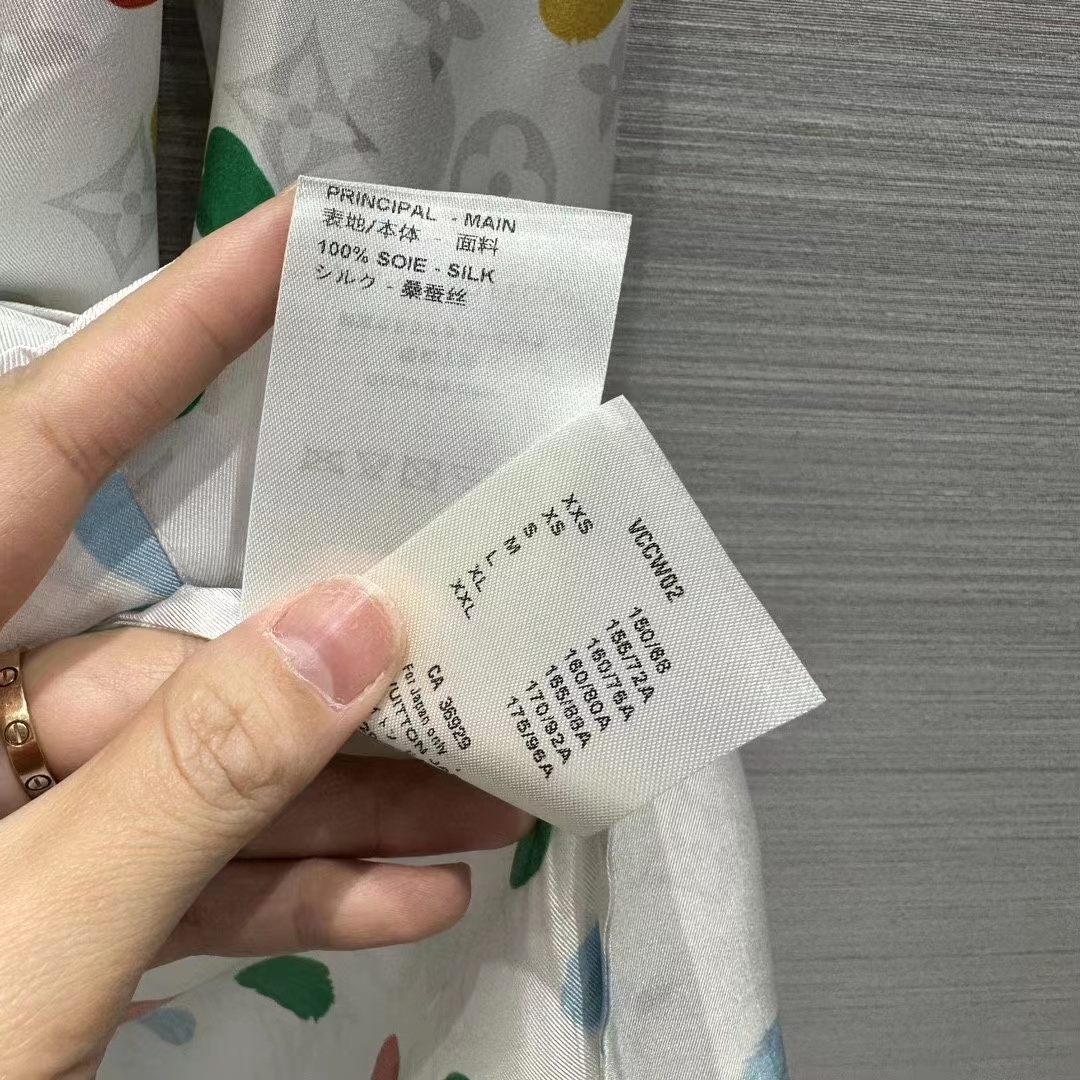 PRINCIPAL - MAIN
表地/本体 - 面料
100% SOIE - SILK
シルク - 桑蚕丝
VCCW02
XXS 150/68
XS 155/72A
S 160/76A
M 160/80A
L 165/88A
XL 170/92A
XXL 175/96A
CA 36929
For Japan only
VUITTON